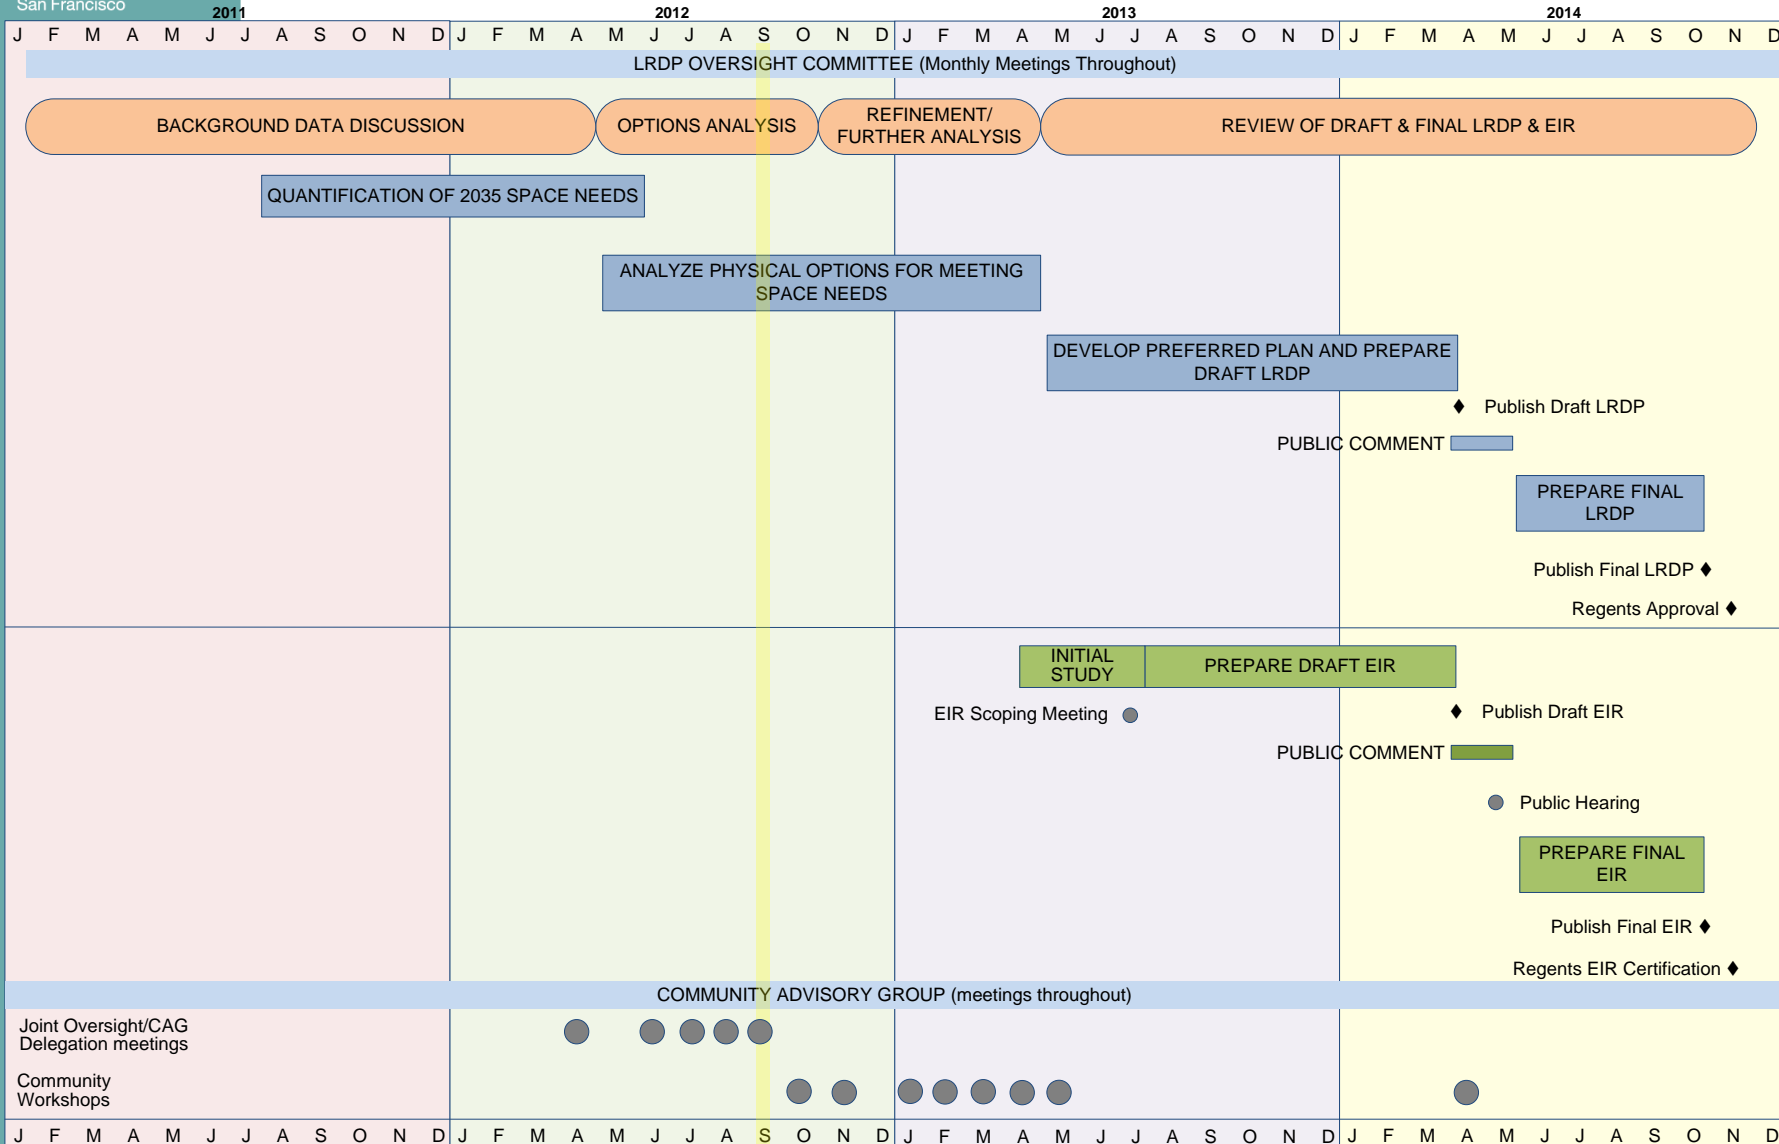 San Francisco
2011 2012 2013 2014
J F M A M J J A S O N D J F M A M J J A S O N D J F M A M J J A S O N D J F M A M J J A S O N D
LRDP OVERSIGHT COMMITTEE (Monthly Meetings Throughout)
BACKGROUND DATA DISCUSSION
OPTIONS ANALYSIS
REFINEMENT/
FURTHER ANALYSIS
REVIEW OF DRAFT & FINAL LRDP & EIR
QUANTIFICATION OF 2035 SPACE NEEDS
ANALYZE PHYSICAL OPTIONS FOR MEETING
SPACE NEEDS
DEVELOP PREFERRED PLAN AND PREPARE
DRAFT LRDP
Publish Draft LRDP
PUBLIC COMMENT
PREPARE FINAL
LRDP
Publish Final LRDP
Regents Approval
INITIAL
STUDY
PREPARE DRAFT EIR
EIR Scoping Meeting
Publish Draft EIR
PUBLIC COMMENT
Public Hearing
PREPARE FINAL
EIR
Publish Final EIR
Regents EIR Certification
COMMUNITY ADVISORY GROUP (meetings throughout)
Joint Oversight/CAG
Delegation meetings
Community
Workshops
J F M A M J J A S O N D J F M A M J J A S O N D J F M A M J J A S O N D J F M A M J J A S O N D